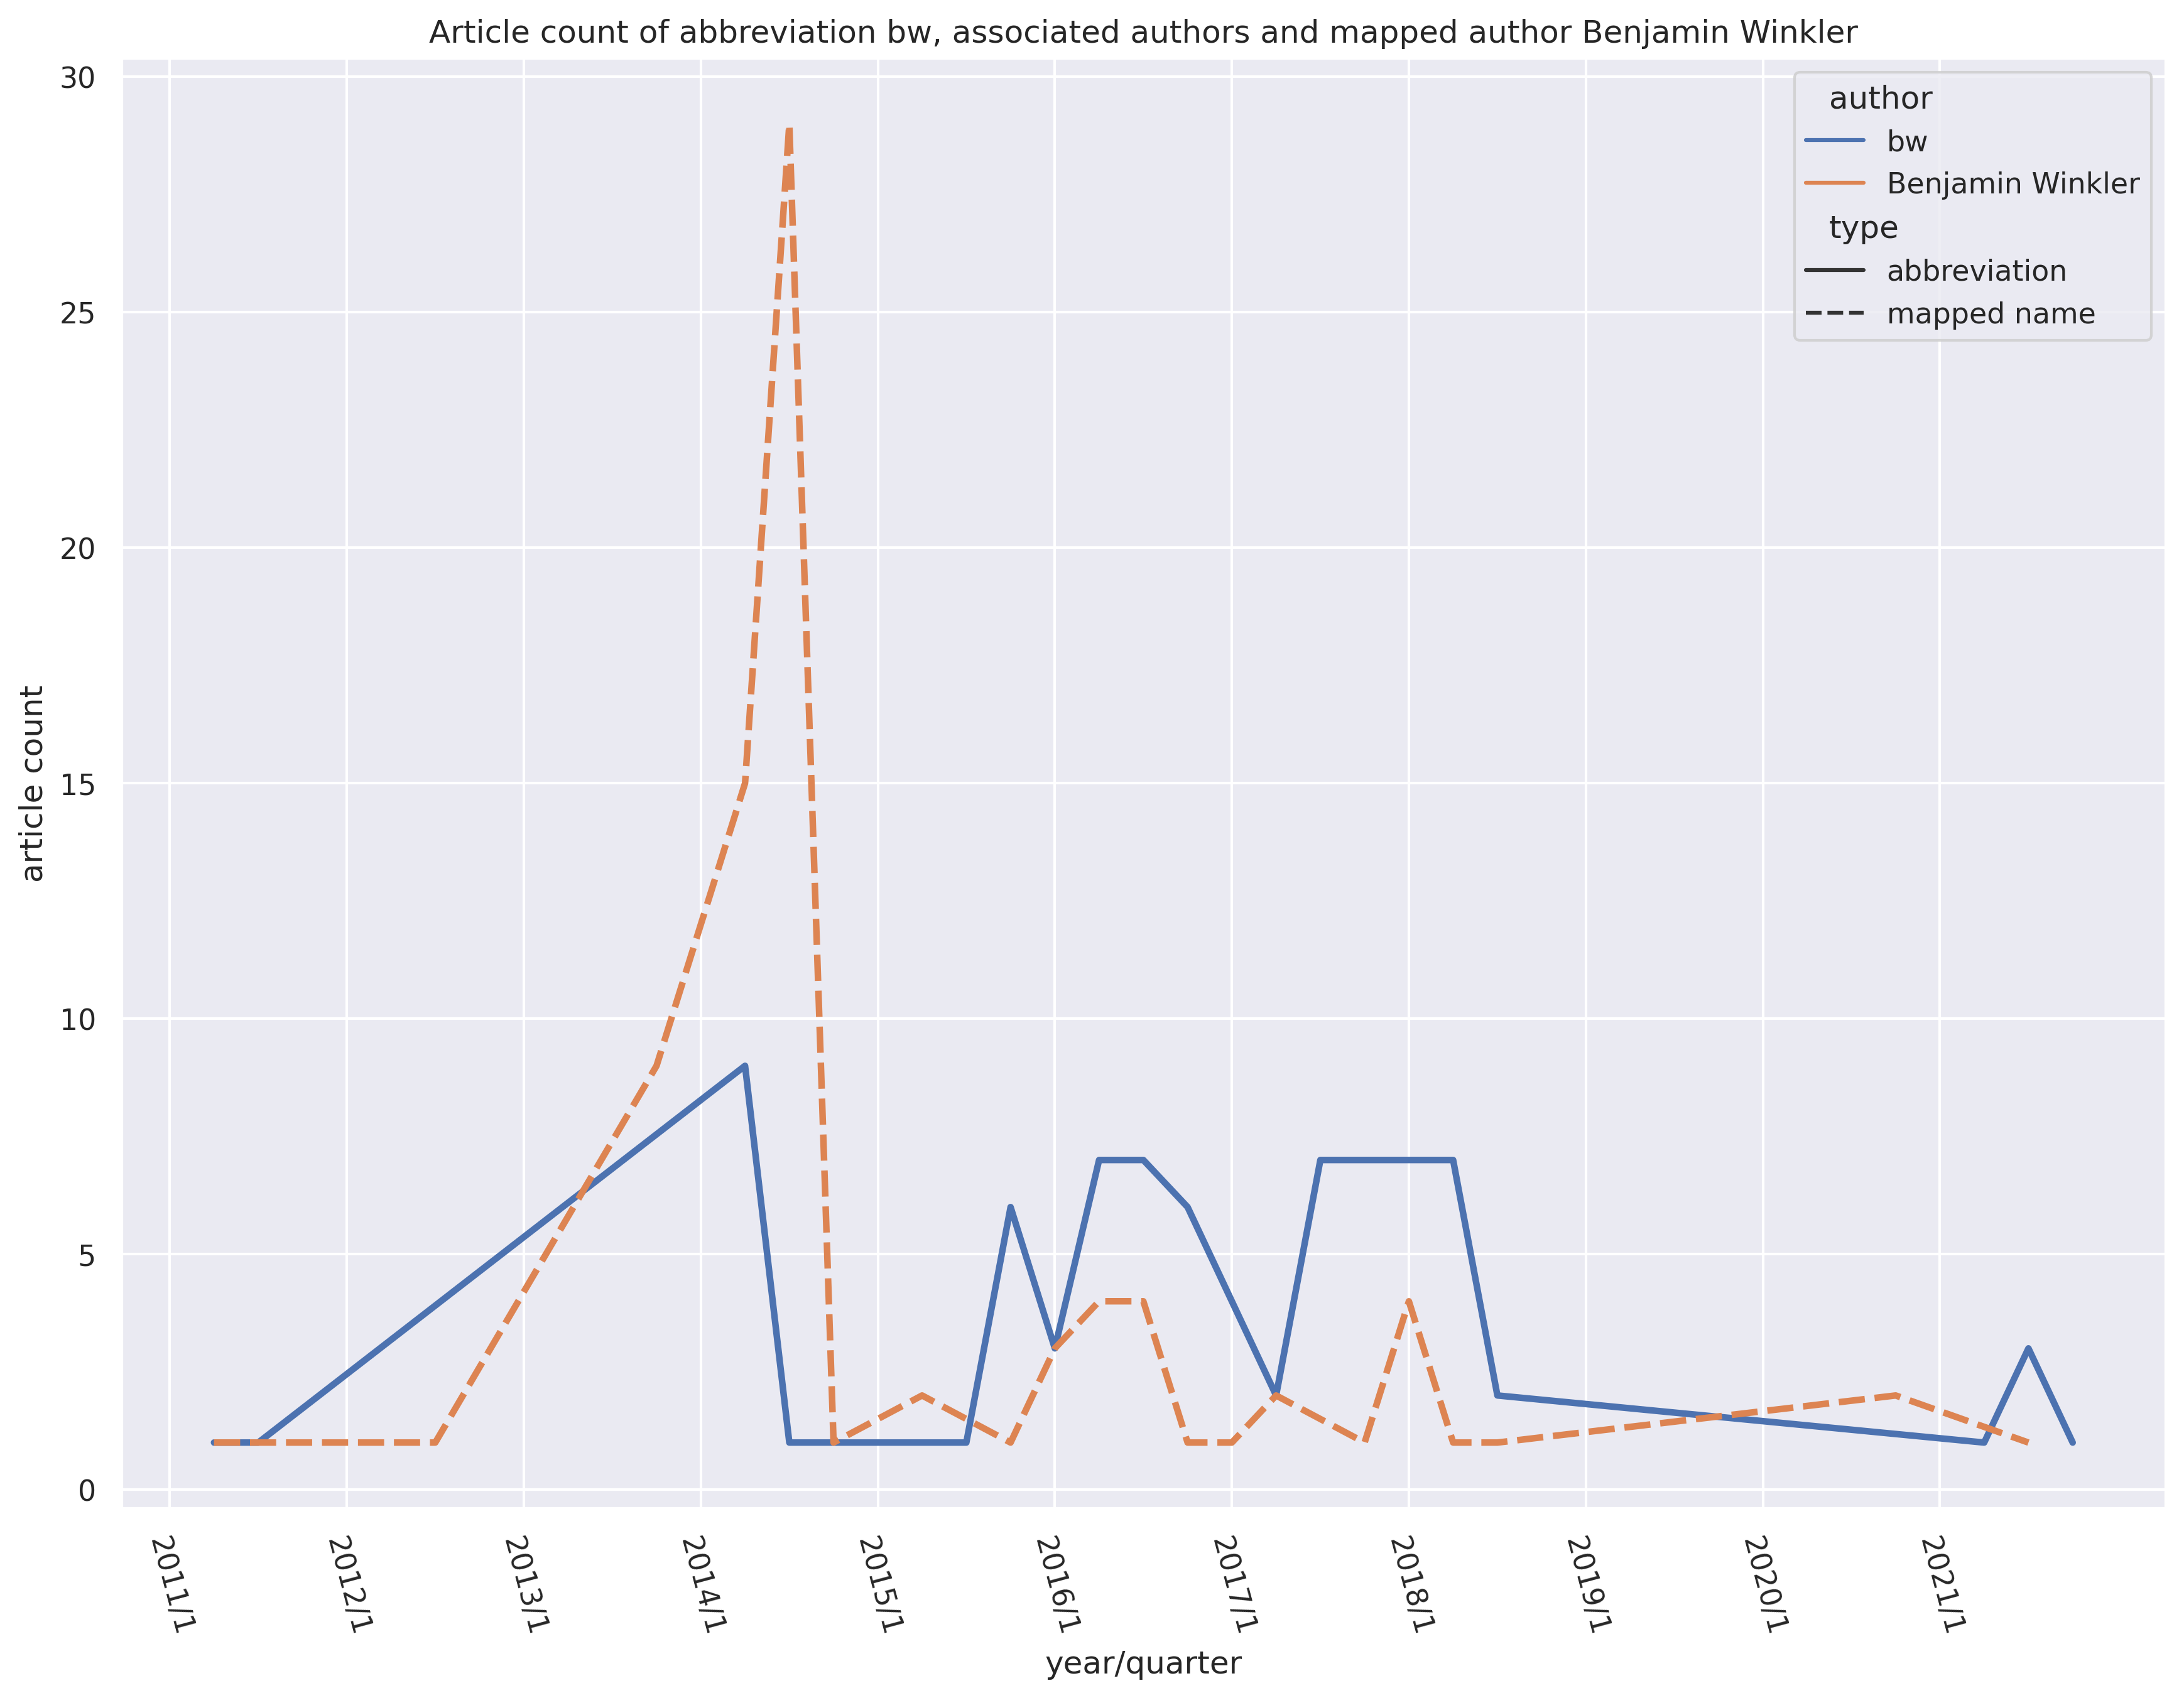 Article count of abbreviation bw, associated authors and mapped author Benjamin Winkler
author
bw
Benjamin Winkler
type
abbreviation
mapped name
article count
30
25
20
15
10
5
0
2011/1
2012/1
2013/1
2014/1
2015/1
2016/1
2017/1
2018/1
2019/1
2020/1
2021/1
year/quarter